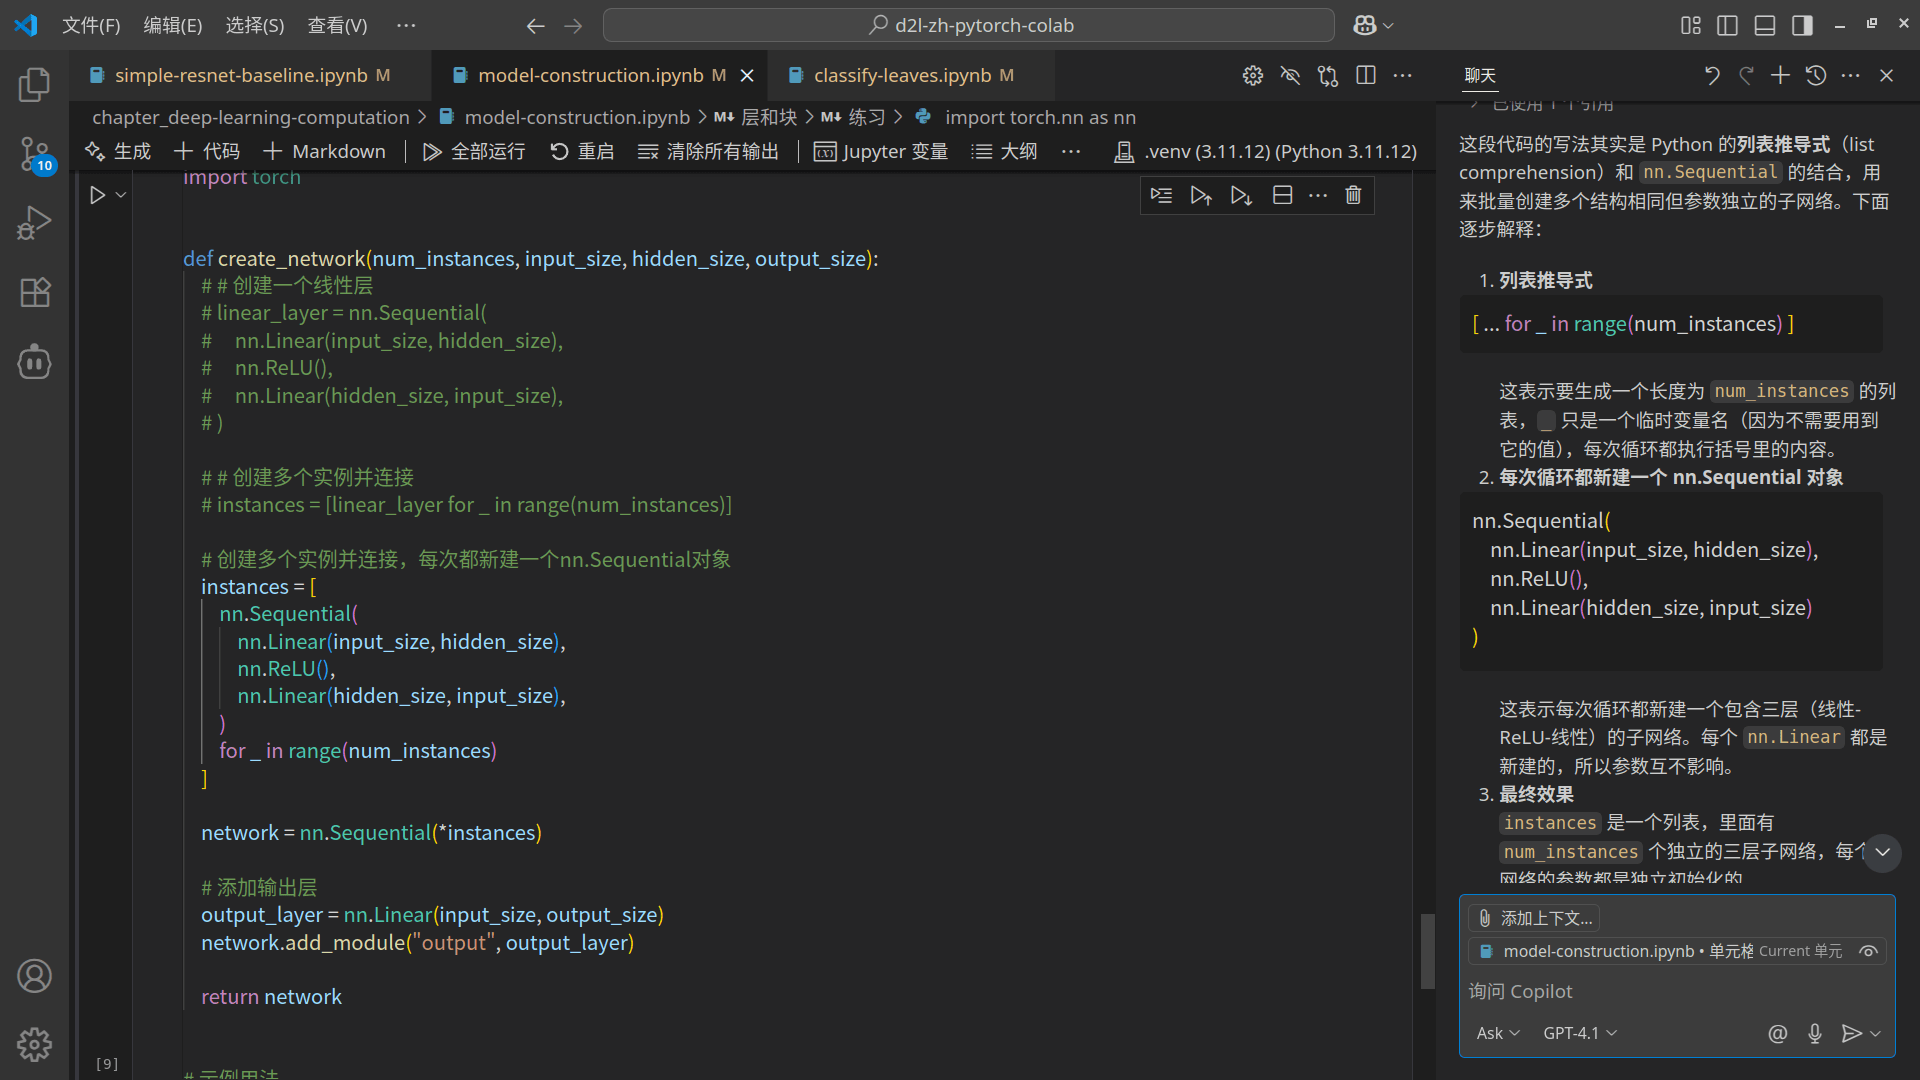 文件(F) 编辑(E) 选择(S) 查看(V) ··· d2l-zh-pytorch-colab
simple-resnet-baseline.ipynb M model-construction.ipynb M classify-leaves.ipynb M
chapter_deep-learning-computation > model-construction.ipynb > M↓ 层和块 > M↓ 练习 > import torch.nn as nn
生成 + 代码 + Markdown 全部运行 重启 清除所有输出 Jupyter 变量 大纲 ··· .venv (3.11.12) (Python 3.11.12)
import torch
def create_network(num_instances, input_size, hidden_size, output_size):
# # 创建一个线性层
# linear_layer = nn.Sequential(
#     nn.Linear(input_size, hidden_size),
#     nn.ReLU(),
#     nn.Linear(hidden_size, input_size),
# )
# # 创建多个实例并连接
# instances = [linear_layer for _ in range(num_instances)]
# 创建多个实例并连接，每次都新建一个nn.Sequential对象
instances = [
nn.Sequential(
nn.Linear(input_size, hidden_size),
nn.ReLU(),
nn.Linear(hidden_size, input_size),
)
for _ in range(num_instances)
]
network = nn.Sequential(*instances)
# 添加输出层
output_layer = nn.Linear(input_size, output_size)
network.add_module("output", output_layer)
return network
[9]
# 示例用法
10
聊天
已使用 1 个引用
这段代码的写法其实是 Python 的列表推导式（list
comprehension）和 nn.Sequential 的结合，用
来批量创建多个结构相同但参数独立的子网络。下面
逐步解释：
1. 列表推导式
[ ... for _ in range(num_instances) ]
这表示要生成一个长度为 num_instances 的列
表，_ 只是一个临时变量名（因为不需要用到
它的值），每次循环都执行括号里的内容。
2. 每次循环都新建一个 nn.Sequential 对象
nn.Sequential(
nn.Linear(input_size, hidden_size),
nn.ReLU(),
nn.Linear(hidden_size, input_size)
)
这表示每次循环都新建一个包含三层（线性-
ReLU-线性）的子网络。每个 nn.Linear 都是
新建的，所以参数互不影响。
3. 最终效果
instances 是一个列表，里面有
num_instances 个独立的三层子网络，每个
网络的参数都是独立初始化的
添加上下文...
model-construction.ipynb • 单元格 Current 单元
询问 Copilot
Ask GPT-4.1